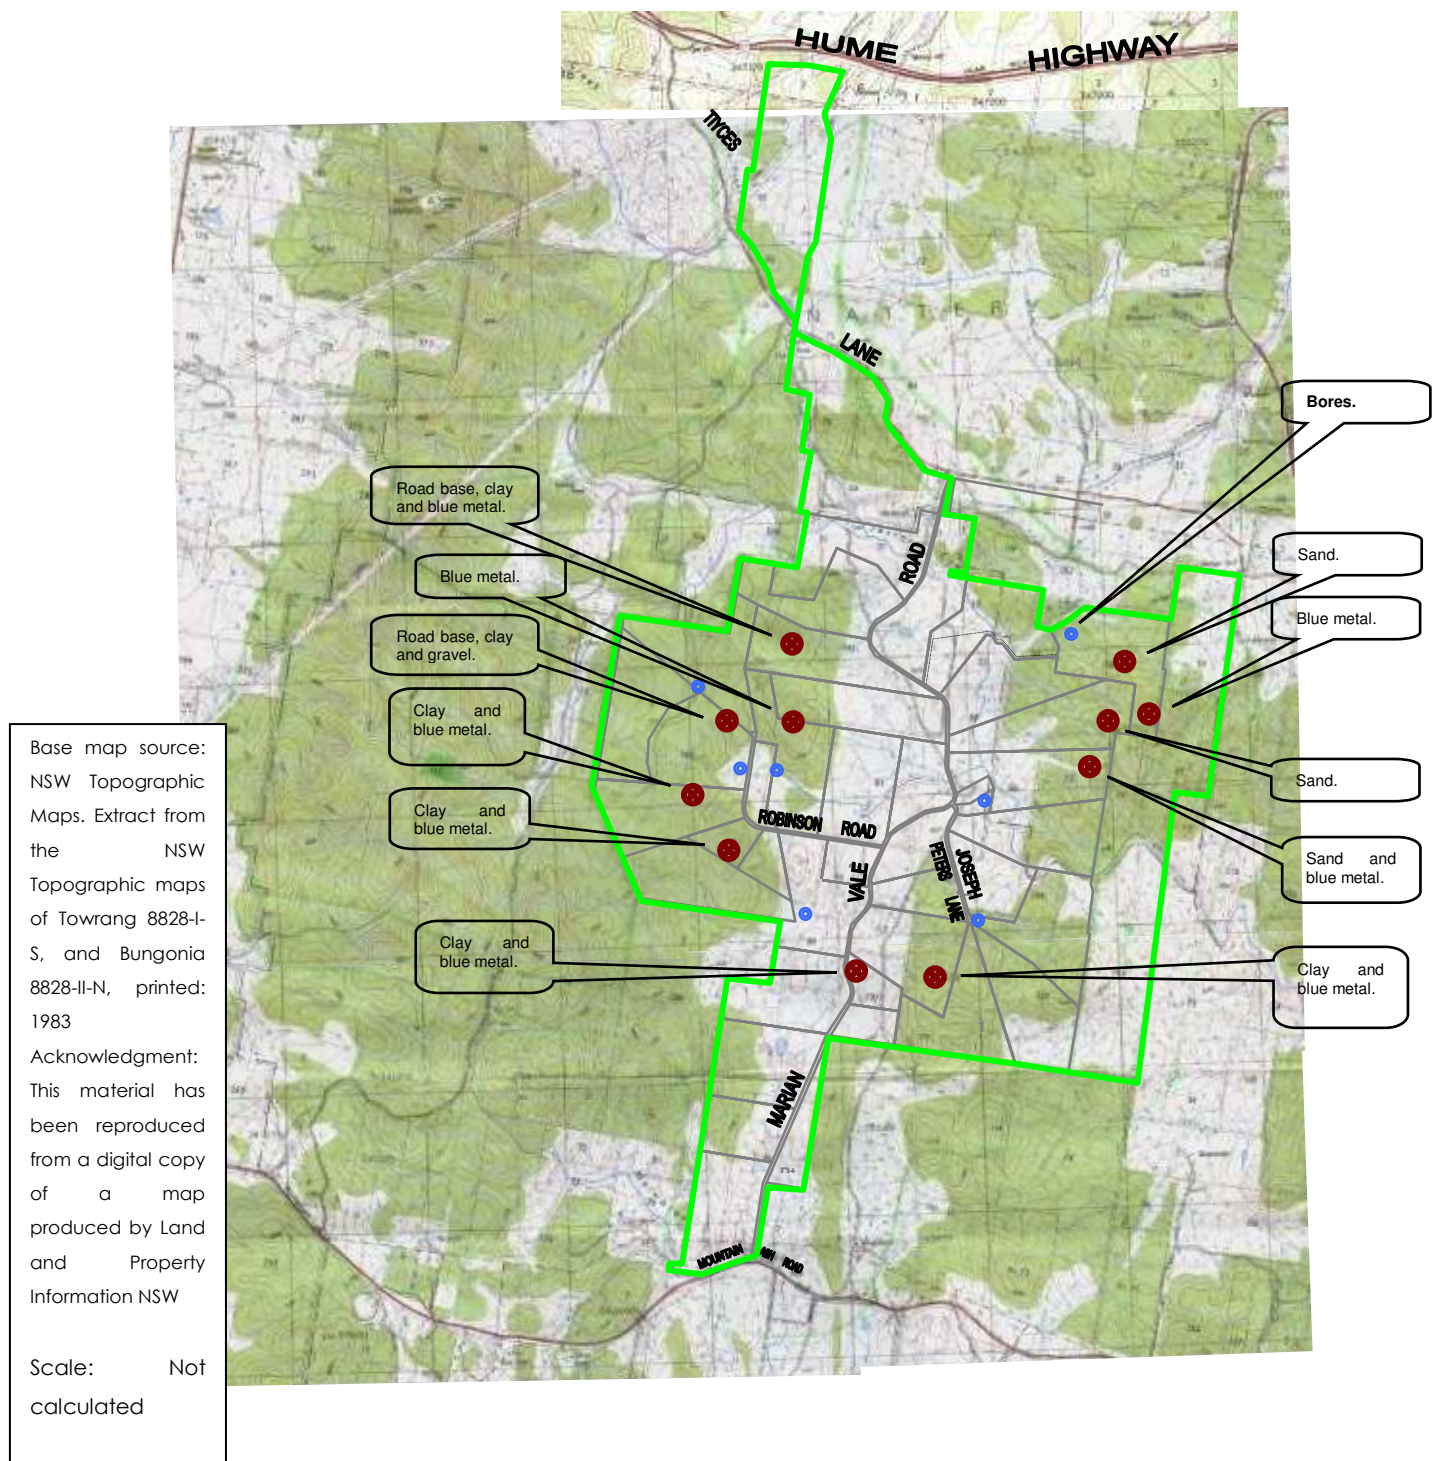 HUME HIGHWAY
TIYCES
LANE
Bores.
Road base, clay
and blue metal.
ROAD
Sand.
Blue metal.
Blue metal.
Road base, clay
and gravel.
Clay and
blue metal.
Sand.
Clay and
blue metal.
ROBINSON ROAD
Sand and
blue metal.
VALE
JOSEPH
PETERS LANE
Clay and
blue metal.
Clay and
blue metal.
MARIAN
MOUNTAIN ASH ROAD
Base map source:
NSW Topographic
Maps. Extract from
the NSW
Topographic maps
of Towrang 8828-I-
S, and Bungonia
8828-II-N, printed:
1983
Acknowledgment:
This material has
been reproduced
from a digital copy
of a map
produced by Land
and Property
Information NSW
Scale: Not
calculated